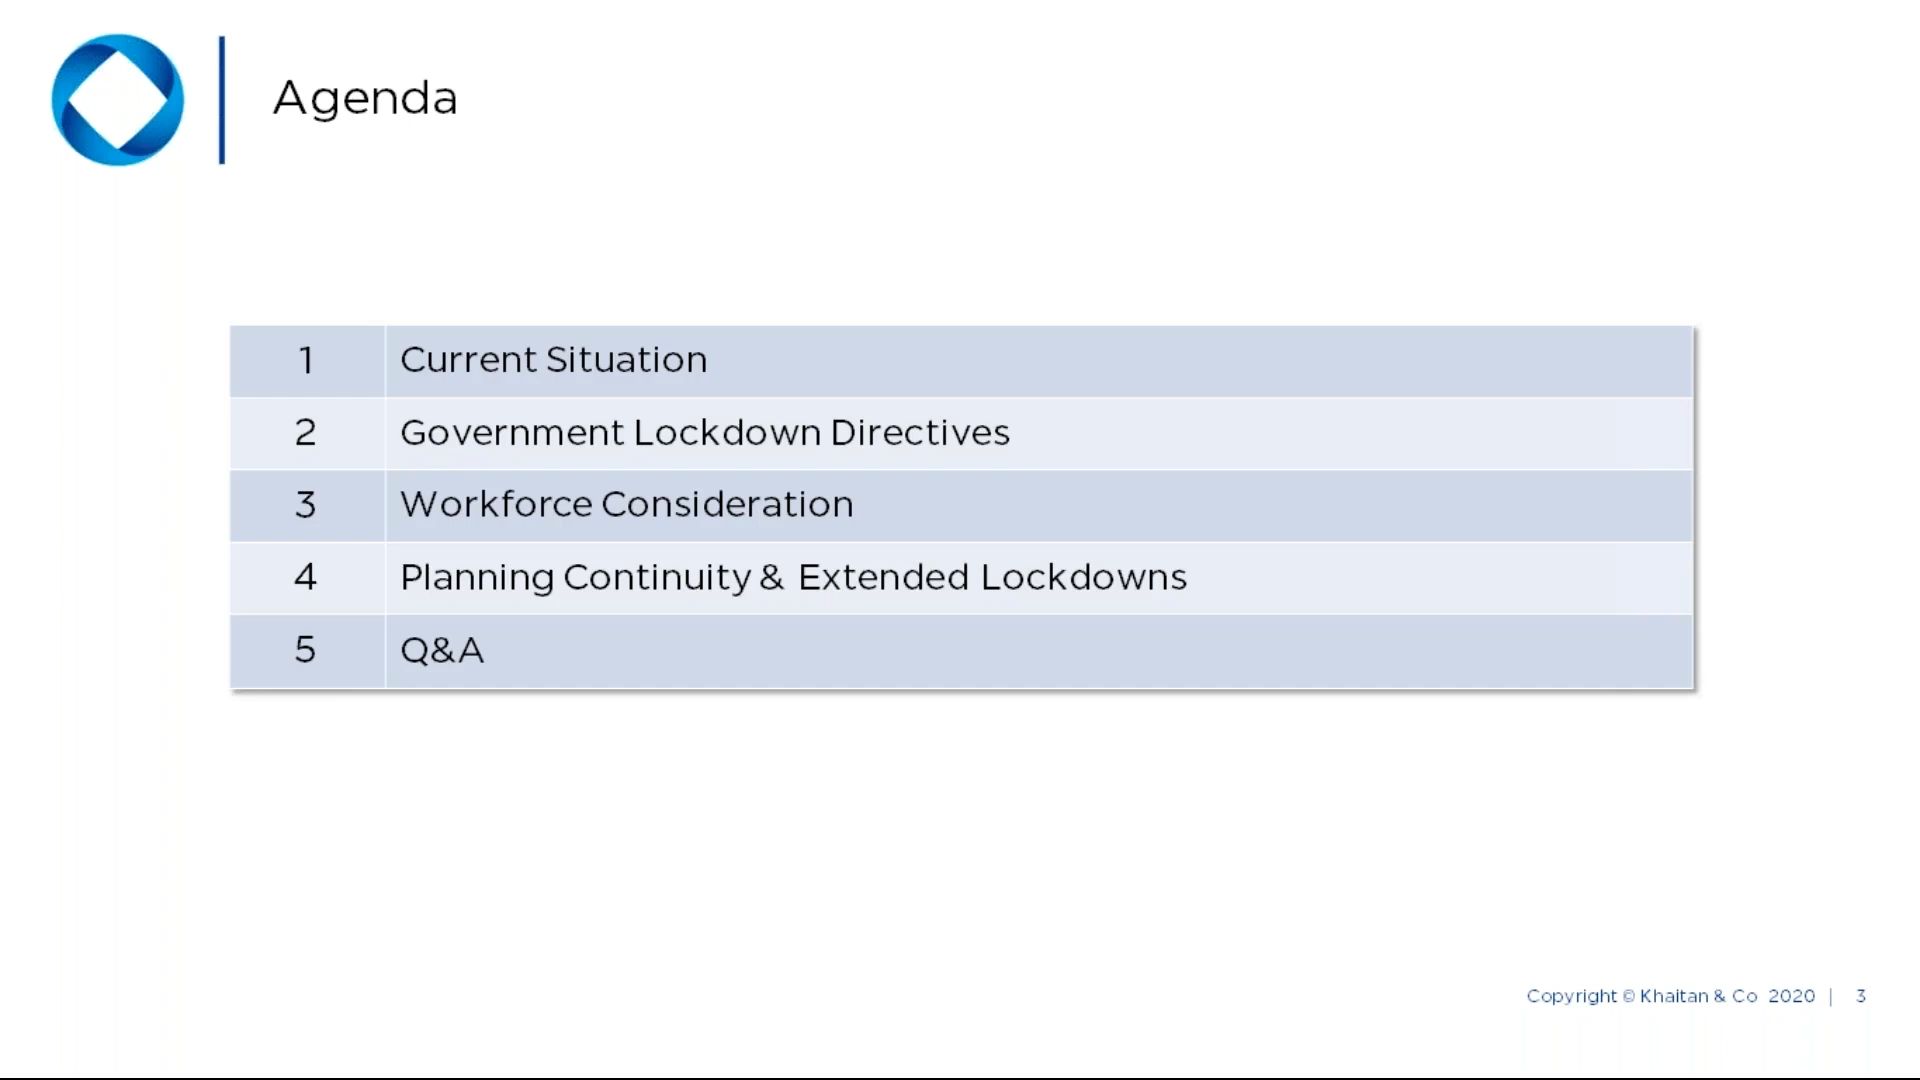 Agenda
1 Current Situation
2 Government Lockdown Directives
3 Workforce Consideration
4 Planning Continuity & Extended Lockdowns
5 Q&A
Copyright © Khaitan & Co 2020 | 3